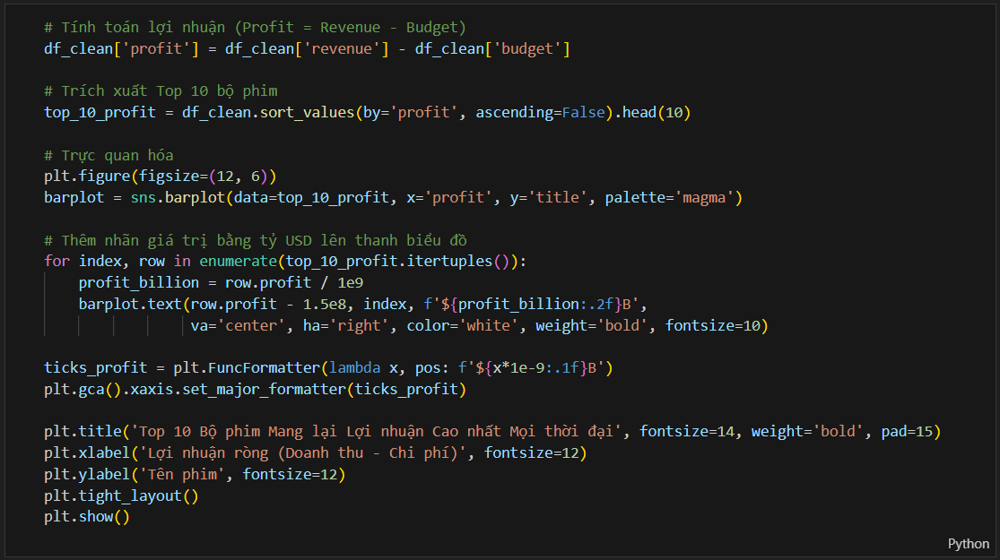 # Tính toán lợi nhuận (Profit = Revenue - Budget)
df_clean['profit'] = df_clean['revenue'] - df_clean['budget']

# Trích xuất Top 10 bộ phim
top_10_profit = df_clean.sort_values(by='profit', ascending=False).head(10)

# Trực quan hóa
plt.figure(figsize=(12, 6))
barplot = sns.barplot(data=top_10_profit, x='profit', y='title', palette='magma')

# Thêm nhãn giá trị bằng tỷ USD lên thanh biểu đồ
for index, row in enumerate(top_10_profit.itertuples()):
    profit_billion = row.profit / 1e9
    barplot.text(row.profit - 1.5e8, index, f'${profit_billion:.2f}B',
                 va='center', ha='right', color='white', weight='bold', fontsize=10)

ticks_profit = plt.FuncFormatter(lambda x, pos: f'${x*1e-9:.1f}B')
plt.gca().xaxis.set_major_formatter(ticks_profit)

plt.title('Top 10 Bộ phim Mang lại Lợi nhuận Cao nhất Mọi thời đại', fontsize=14, weight='bold', pad=15)
plt.xlabel('Lợi nhuận ròng (Doanh thu - Chi phí)', fontsize=12)
plt.ylabel('Tên phim', fontsize=12)
plt.tight_layout()
plt.show()
Python